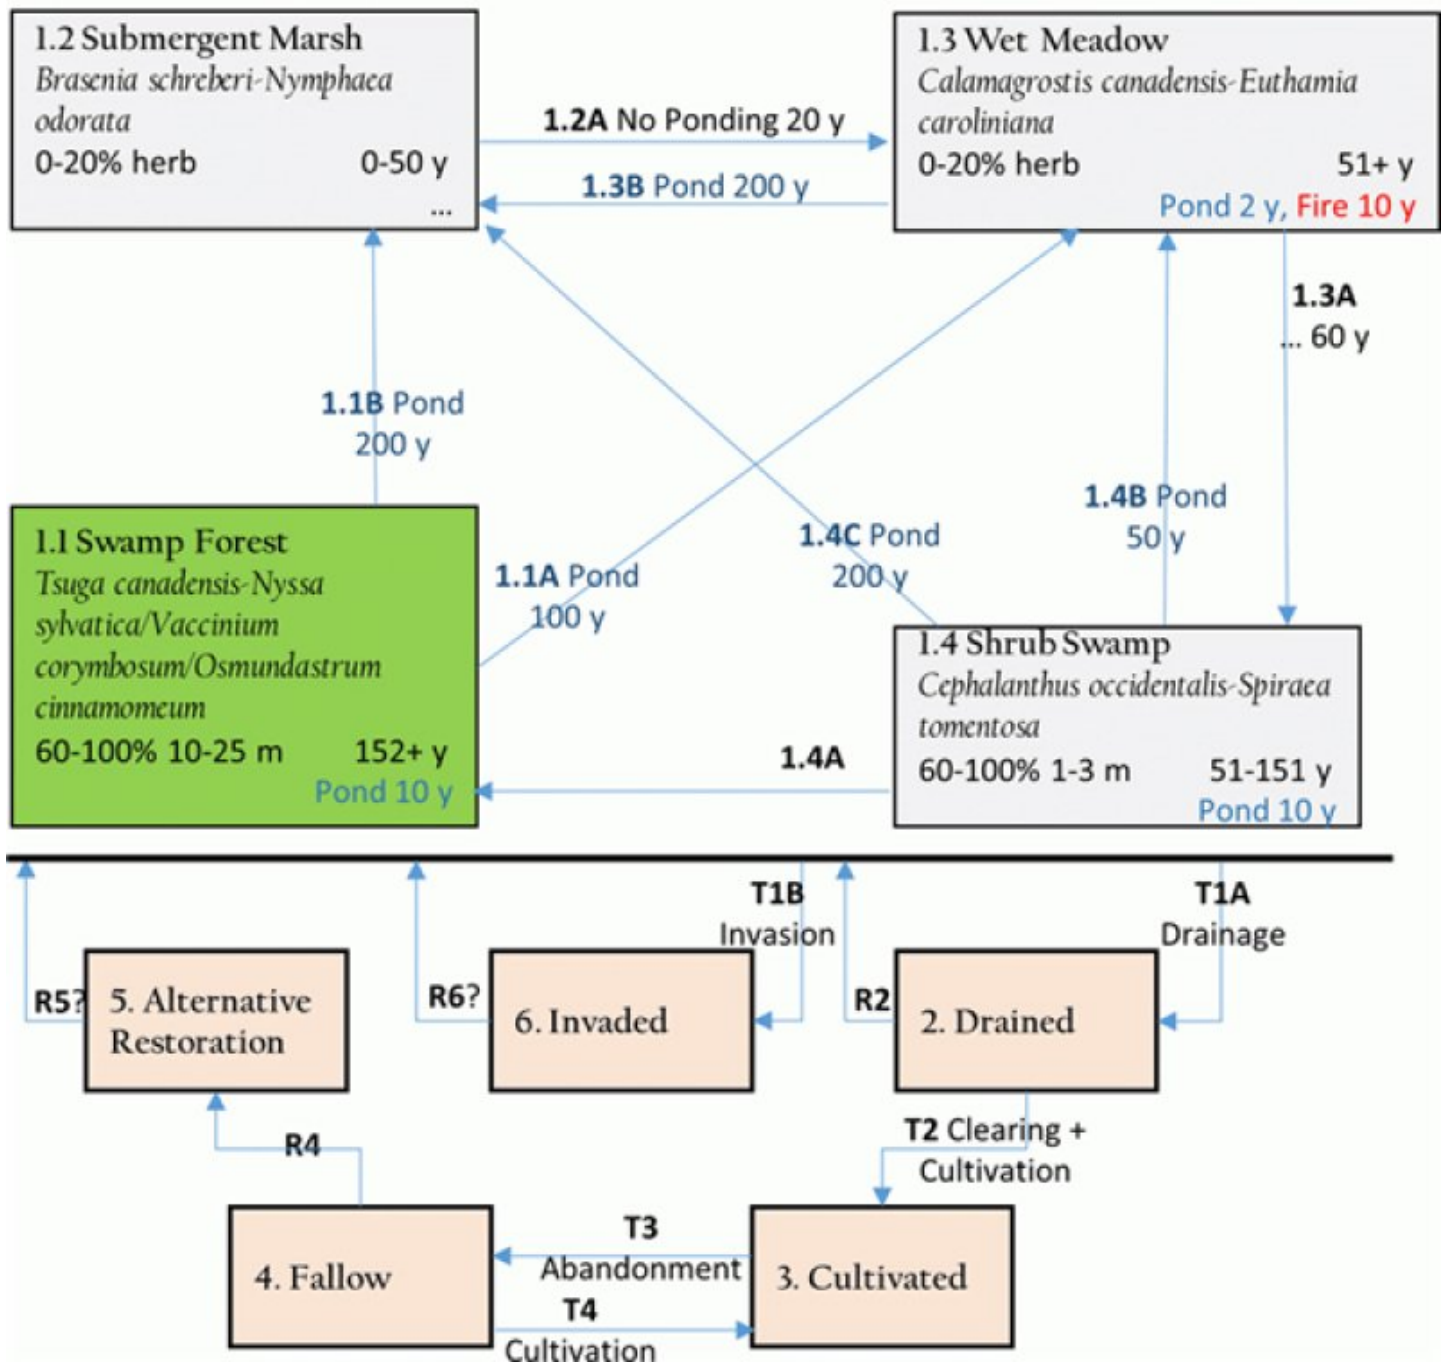 1.2 Submergent Marsh
Brasenia schreberi-Nymphaea
odorata
0-20% herb 0-50 y
...
1.2A No Ponding 20 y
1.3B Pond 200 y
1.3 Wet Meadow
Calamagrostis canadensis-Euthamia
caroliniana
0-20% herb 51+ y
Pond 2 y, Fire 10 y
1.3A
... 60 y
1.1B Pond
200 y
1.4B Pond
50 y
1.4C Pond
200 y
1.1A Pond
100 y
1.1 Swamp Forest
Tsuga canadensis-Nyssa
sylvatica/Vaccinium
corymbosum/Osmundastrum
cinnamomeum
60-100% 10-25 m 152+ y
Pond 10 y
1.4A
1.4 Shrub Swamp
Cephalanthus occidentalis-Spiraea
tomentosa
60-100% 1-3 m 51-151 y
Pond 10 y
T1B
Invasion
T1A
Drainage
R5?
5. Alternative
Restoration
R6?
6. Invaded
R2
2. Drained
R4
T2 Clearing +
Cultivation
4. Fallow
T3
Abandonment
T4
Cultivation
3. Cultivated